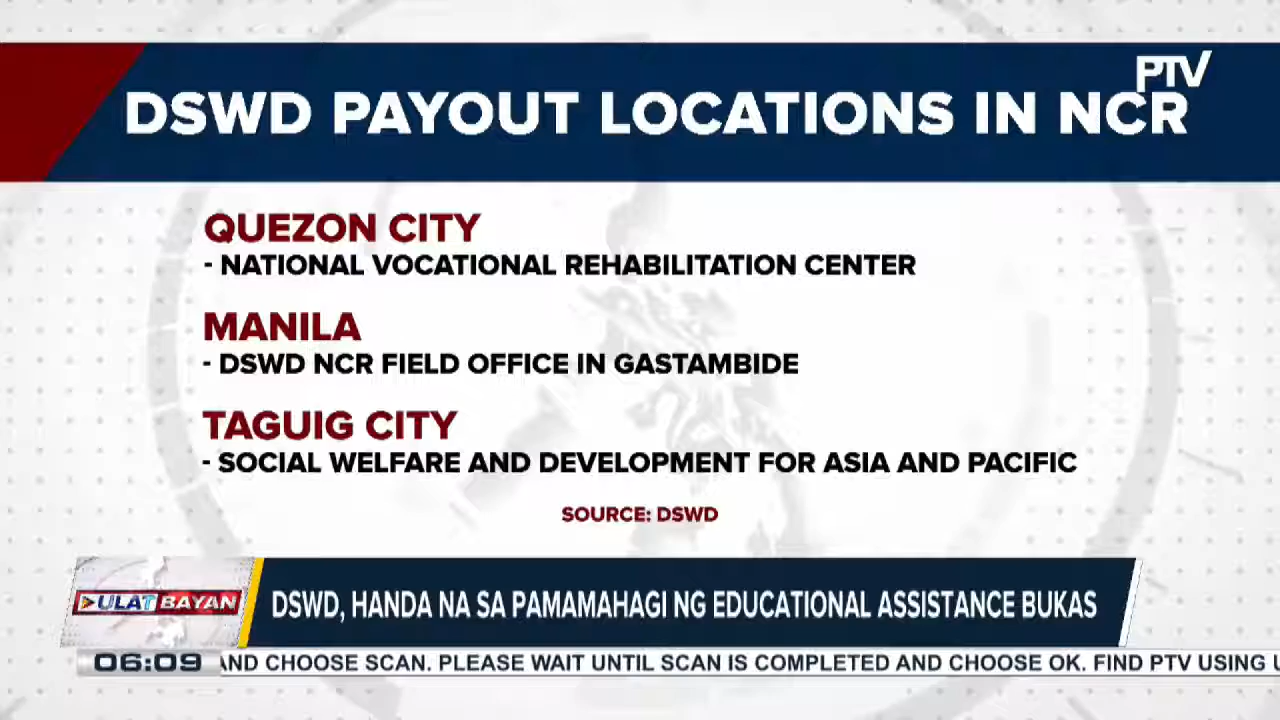 PTV
DSWD PAYOUT LOCATIONS IN NCR
QUEZON CITY
- NATIONAL VOCATIONAL REHABILITATION CENTER
MANILA
- DSWD NCR FIELD OFFICE IN GASTAMBIDE
TAGUIG CITY
- SOCIAL WELFARE AND DEVELOPMENT FOR ASIA AND PACIFIC
SOURCE: DSWD
ULAT BAYAN
DSWD, HANDA NA SA PAMAMAHAGI NG EDUCATIONAL ASSISTANCE BUKAS
06:09 AND CHOOSE SCAN. PLEASE WAIT UNTIL SCAN IS COMPLETED AND CHOOSE OK. FIND PTV USING